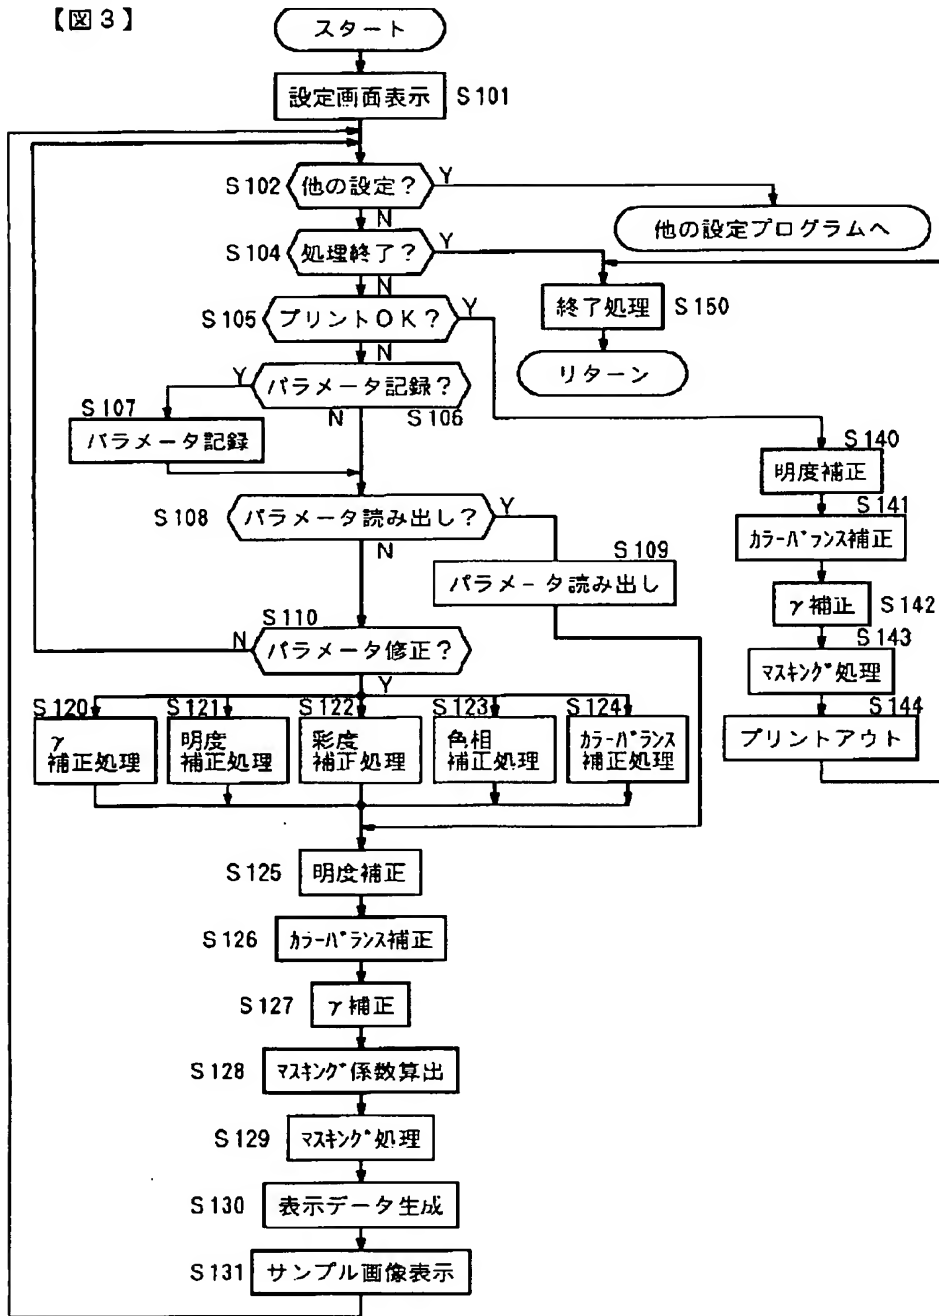 【図3】
スタート
設定画面表示 S101
S102 他の設定? Y
N
他の設定プログラムへ
S104 処理終了? Y
N
終了処理 S150
S105 プリントOK? Y
N
リターン
Y パラメータ記録?
N S106
S107
パラメータ記録
S140
明度補正
S108 パラメータ読み出し? Y
N
S141
カラーバランス補正
S109
パラメータ読み出し
γ補正 S142
S110
N パラメータ修正?
Y
S143
マスキング処理
S144
プリントアウト
S120 S121 S122 S123 S124
γ 明度 彩度 色相 カラーバランス
補正処理 補正処理 補正処理 補正処理 補正処理
S125 明度補正
S126 カラーバランス補正
S127 γ補正
S128 マスキング係数算出
S129 マスキング処理
S130 表示データ生成
S131 サンプル画像表示